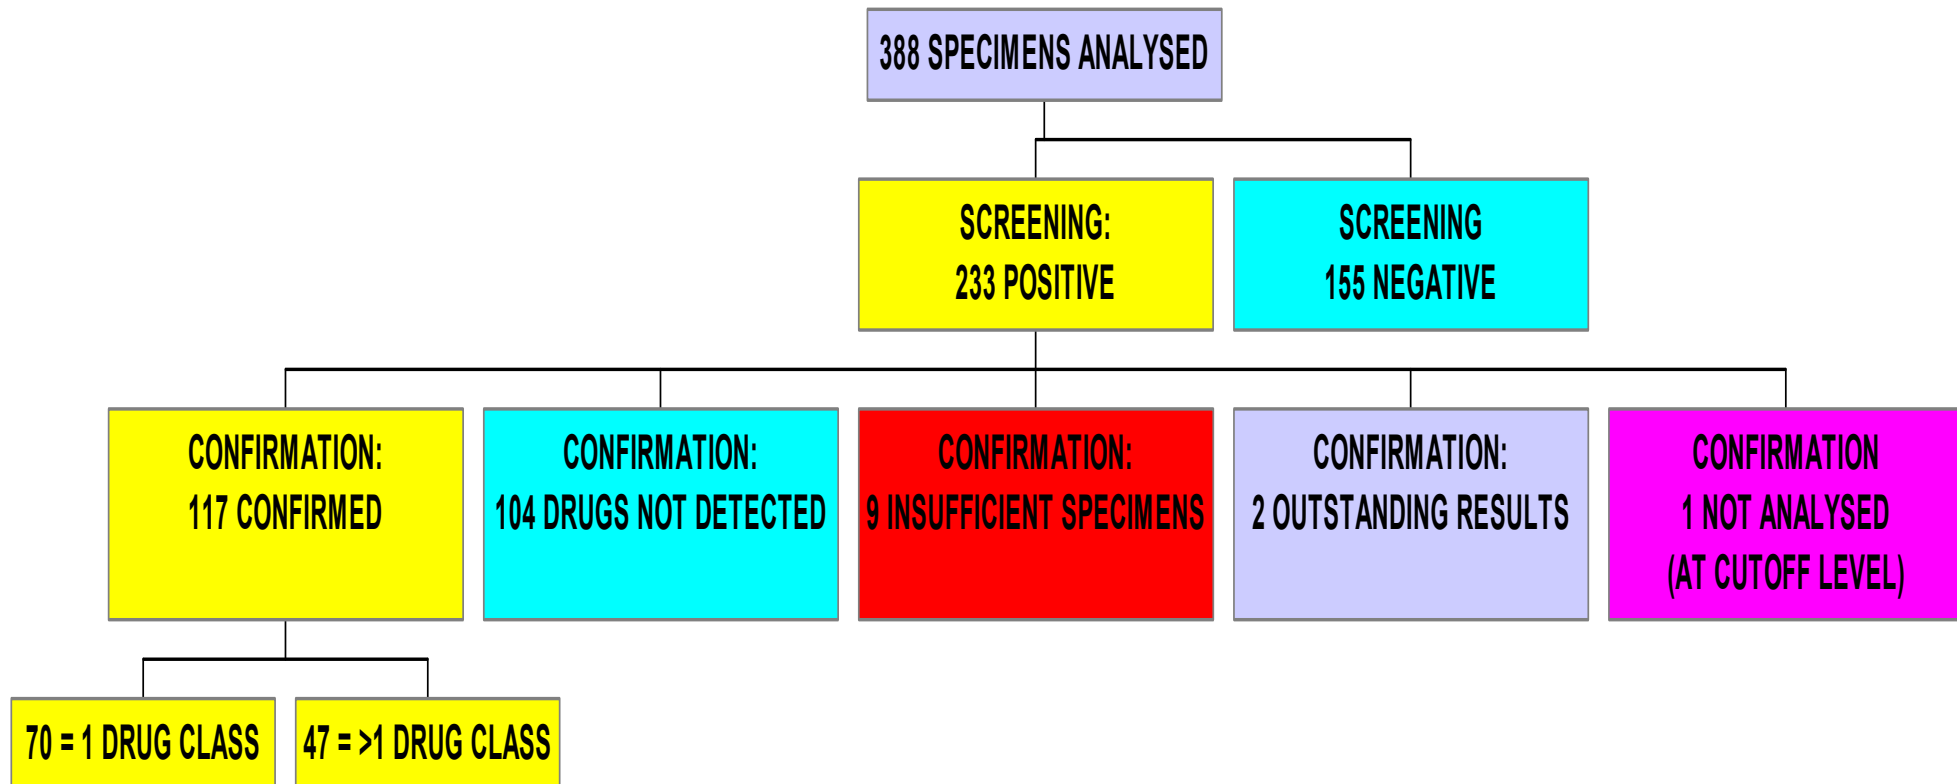 388 SPECIMENS ANALYSED
SCREENING:
233 POSITIVE
SCREENING
155 NEGATIVE
CONFIRMATION:
117 CONFIRMED
CONFIRMATION:
104 DRUGS NOT DETECTED
CONFIRMATION:
9 INSUFFICIENT SPECIMENS
CONFIRMATION:
2 OUTSTANDING RESULTS
CONFIRMATION
1 NOT ANALYSED
(AT CUTOFF LEVEL)
70 = 1 DRUG CLASS
47 = >1 DRUG CLASS